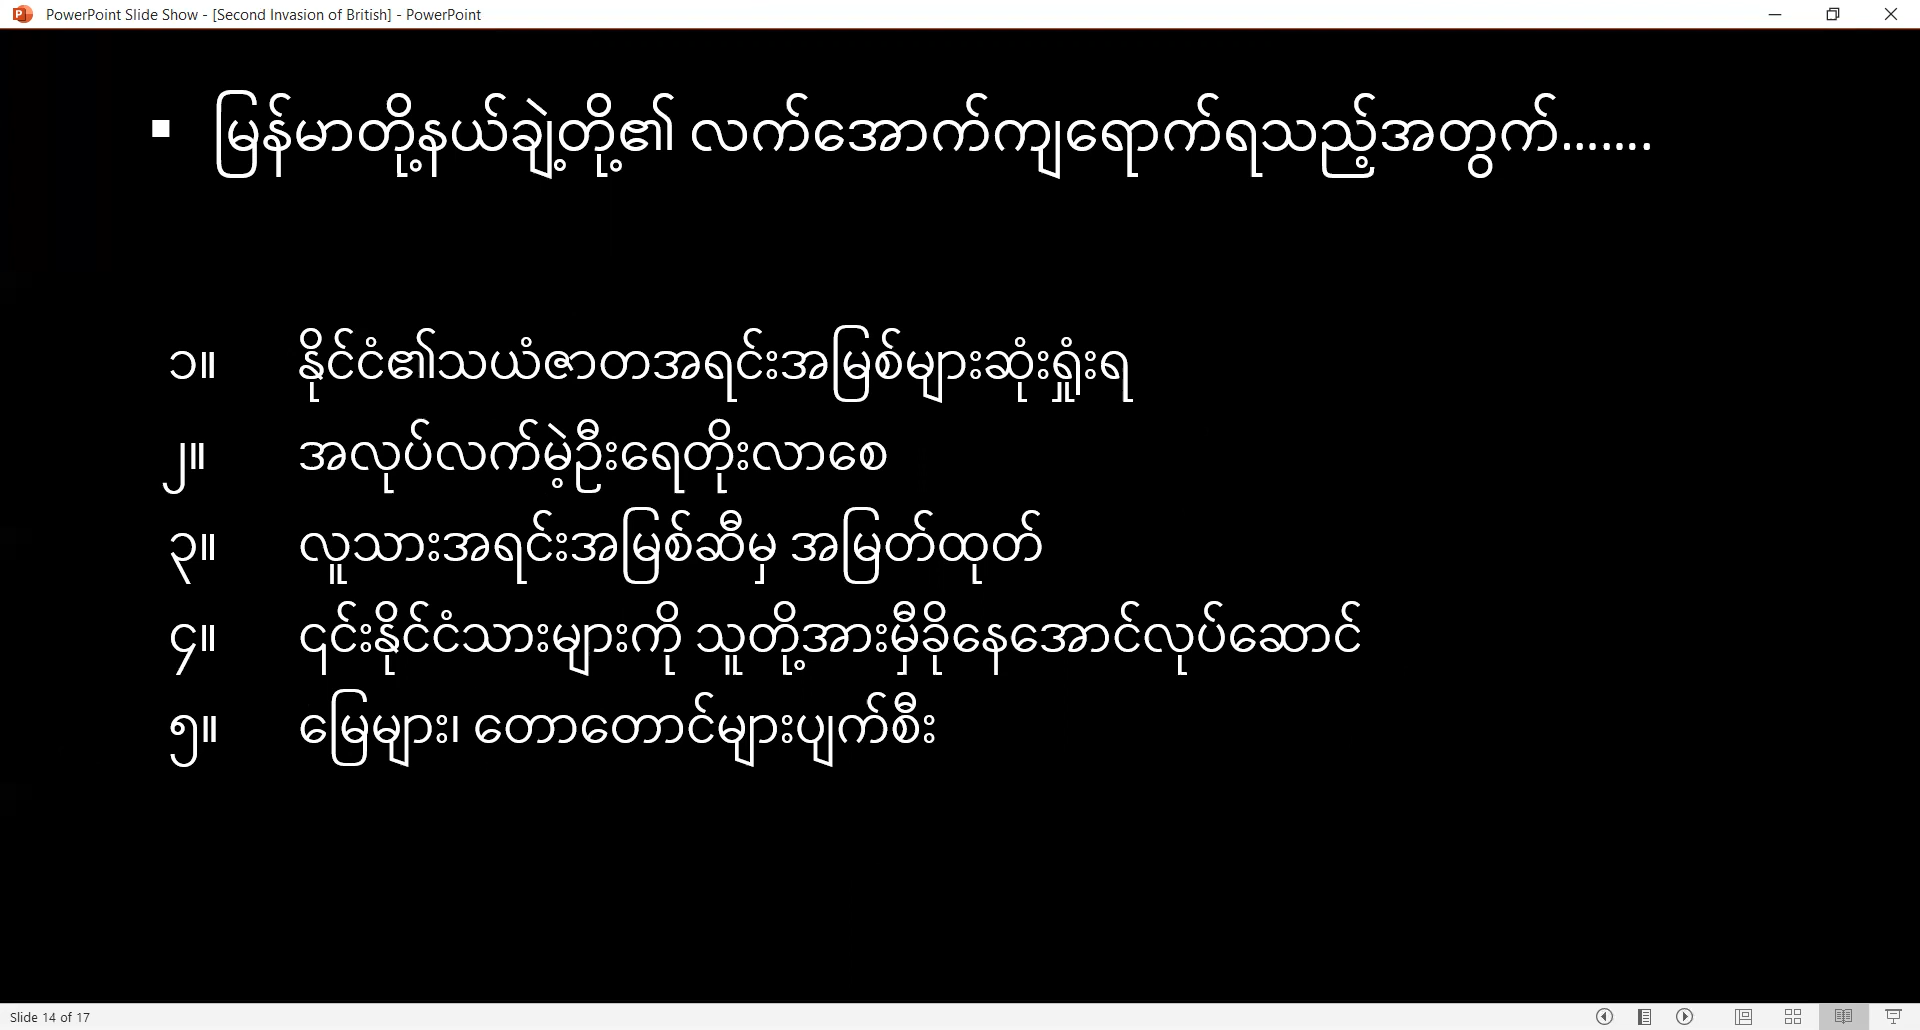 PowerPoint Slide Show - [Second Invasion of British] - PowerPoint
▪ မြန်မာတို့နယ်ချဲ့တို့၏ လက်အောက်ကျရောက်ရသည့်အတွက်.......
၁။ နိုင်ငံ၏သယံဇာတအရင်းအမြစ်များဆုံးရှုံးရ
၂။ အလုပ်လက်မဲ့ဦးရေတိုးလာစေ
၃။ လူသားအရင်းအမြစ်ဆီမှ အမြတ်ထုတ်
၄။ ၎င်းနိုင်ငံသားများကို သူတို့အားမှီခိုနေအောင်လုပ်ဆောင်
၅။ မြေများ၊ တောတောင်များပျက်စီး
Slide 14 of 17